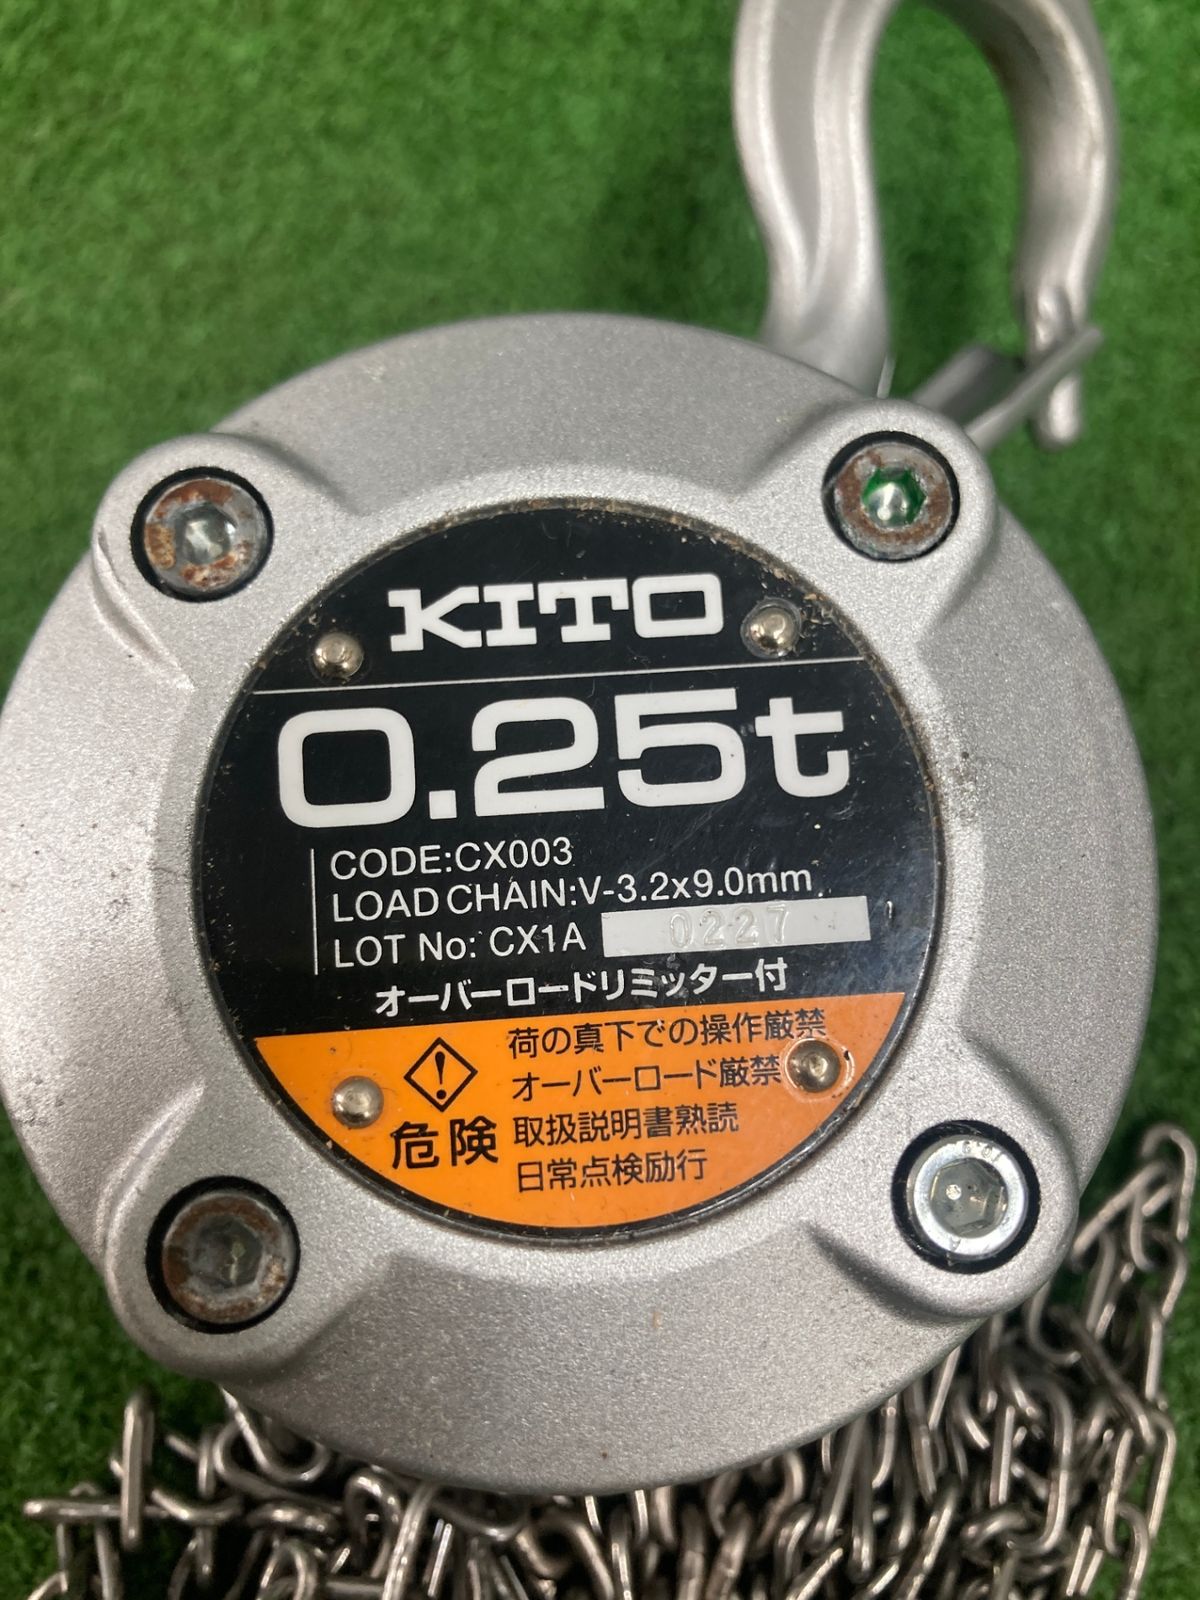 KITO
0.25t
CODE:CX003
LOAD CHAIN:V-3.2x9.0mm
LOT No: CX1A 0227
オーバーロードリミッター付
荷の真下での操作厳禁
オーバーロード厳禁
危険
取扱説明書熟読
日常点検励行